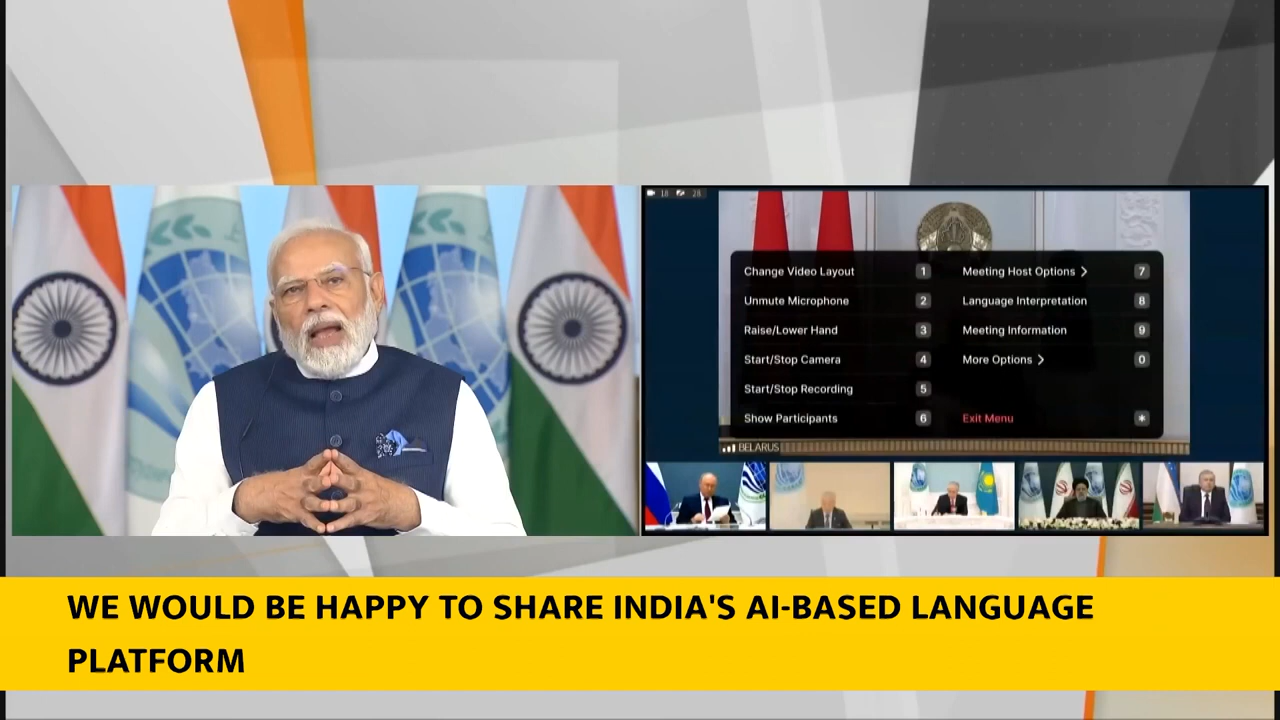 18 28
Change Video Layout 1
Meeting Host Options > 7
Unmute Microphone 2
Language Interpretation 8
Raise/Lower Hand 3
Meeting Information 9
Start/Stop Camera 4
More Options > 0
Start/Stop Recording 5
Show Participants 6
Exit Menu *
BELARUS
WE WOULD BE HAPPY TO SHARE INDIA'S AI-BASED LANGUAGE
PLATFORM